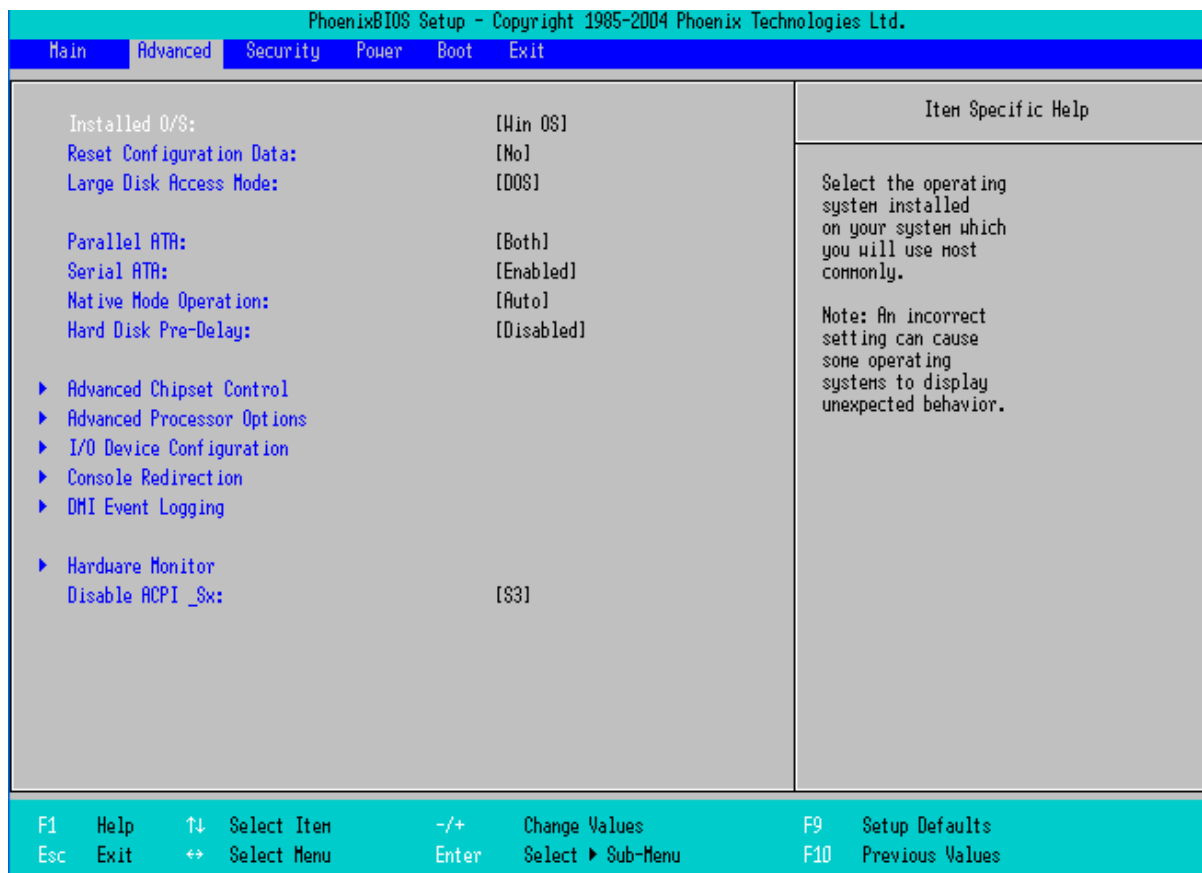 PhoenixBIOS Setup - Copyright 1985-2004 Phoenix Technologies Ltd.
Main Advanced Security Power Boot Exit
Installed O/S: [Win OS]
Reset Configuration Data: [No]
Large Disk Access Mode: [DOS]
Parallel ATA: [Both]
Serial ATA: [Enabled]
Native Mode Operation: [Auto]
Hard Disk Pre-Delay: [Disabled]
▶ Advanced Chipset Control
▶ Advanced Processor Options
▶ I/O Device Configuration
▶ Console Redirection
▶ DMI Event Logging
▶ Hardware Monitor
Disable ACPI _Sx: [S3]
Item Specific Help
Select the operating
system installed
on your system which
you will use most
commonly.
Note: An incorrect
setting can cause
some operating
systems to display
unexpected behavior.
F1 Help ↑↓ Select Item -/+ Change Values F9 Setup Defaults
Esc Exit ↔ Select Menu Enter Select ▶ Sub-Menu F10 Previous Values